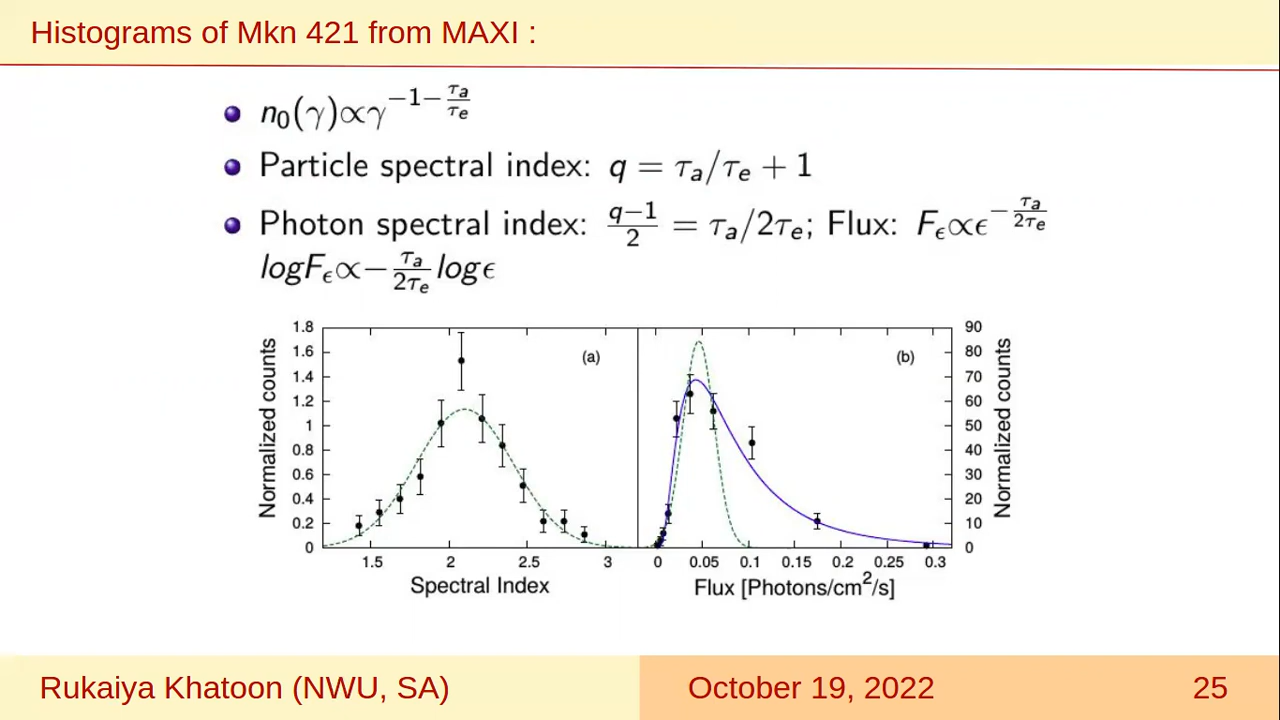 Histograms of Mkn 421 from MAXI :
n₀(γ)∝γ^(−1−τₐ/τₑ)
Particle spectral index: q = τₐ/τₑ + 1
Photon spectral index: (q−1)/2 = τₐ/2τₑ; Flux: F_ϵ∝ϵ^(−τₐ/2τₑ)
logF_ϵ∝−(τₐ/2τₑ)logϵ
Normalized counts
1.8
1.6
1.4
1.2
1
0.8
0.6
0.4
0.2
0
(a)
1.5 2 2.5 3
Spectral Index
(b)
0 0.05 0.1 0.15 0.2 0.25 0.3
Flux [Photons/cm²/s]
90
80
70
60
50
40
30
20
10
0
Normalized counts
Rukaiya Khatoon (NWU, SA) October 19, 2022 25